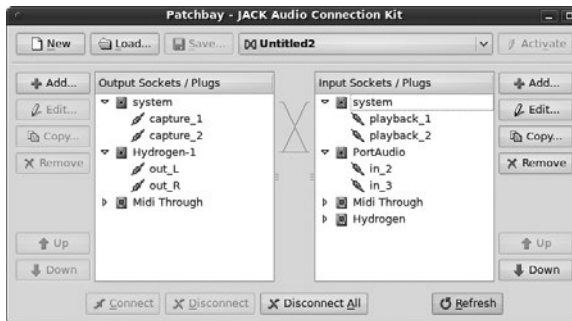 Patchbay - JACK Audio Connection Kit
New Load... Save... Untitled2 Activate
Add... Output Sockets / Plugs Input Sockets / Plugs Add...
Edit... system system Edit...
capture_1 playback_1
Copy... capture_2 playback_2 Copy...
Remove Hydrogen-1 PortAudio Remove
out_L in_2
out_R in_3
Midi Through Midi Through
Hydrogen
Up Up
Down Down
Connect Disconnect Disconnect All Refresh